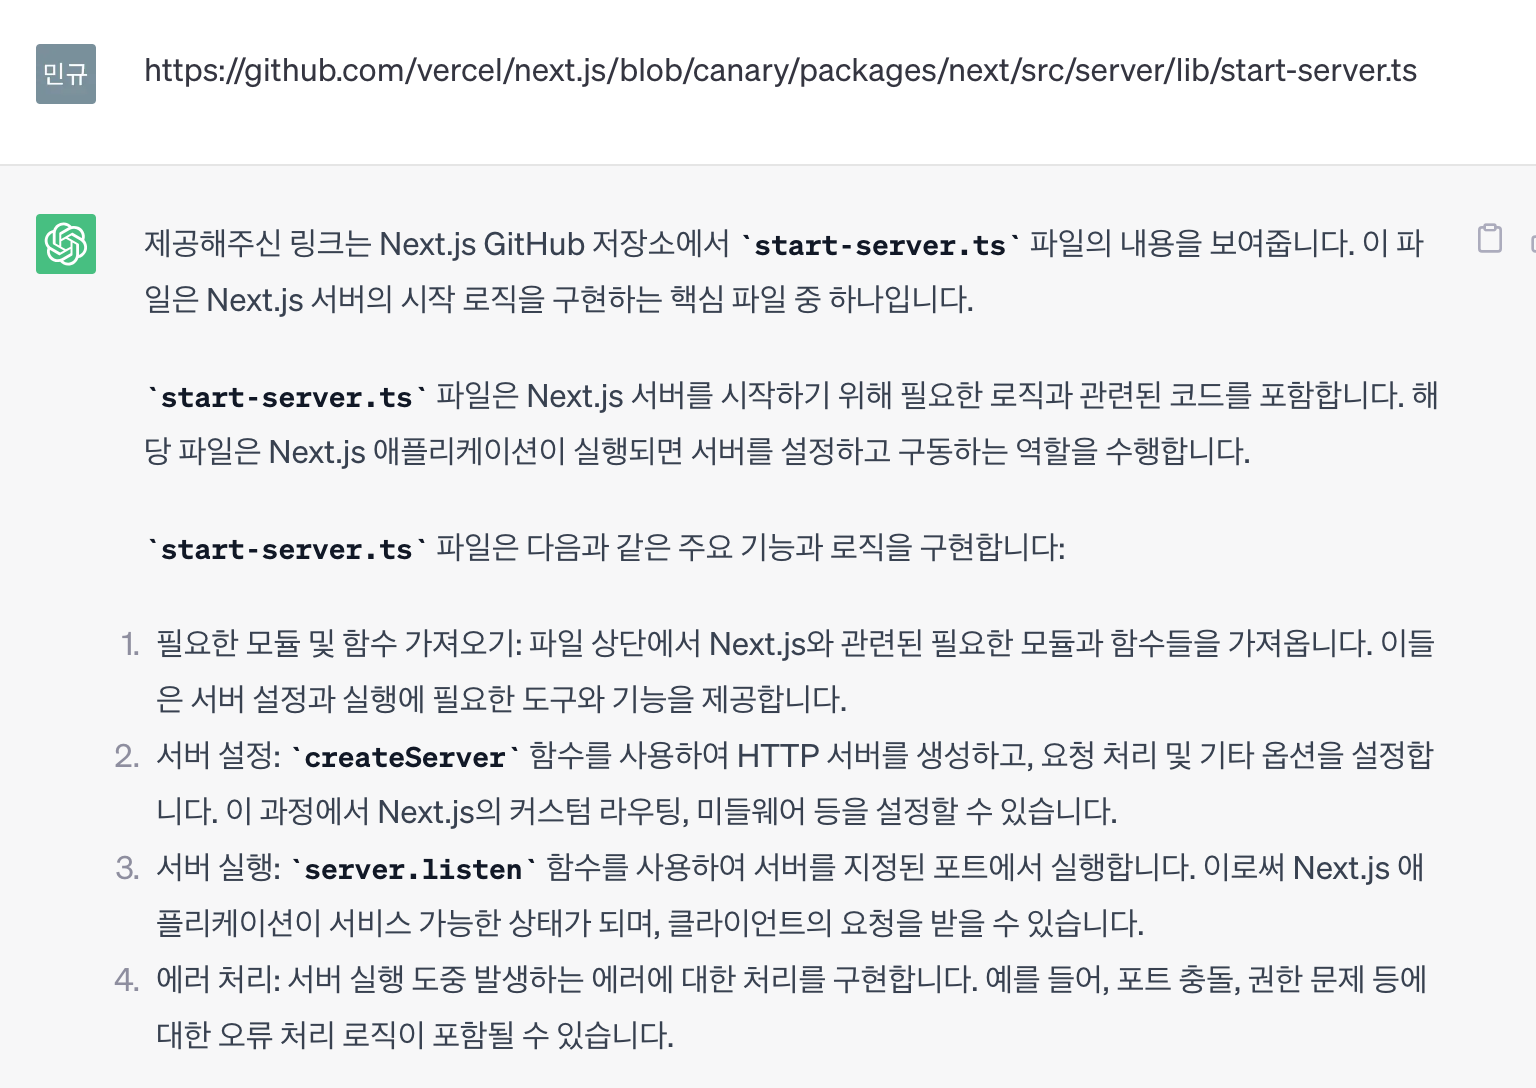 민규
https://github.com/vercel/next.js/blob/canary/packages/next/src/server/lib/start-server.ts
제공해주신 링크는 Next.js GitHub 저장소에서 `start-server.ts` 파일의 내용을 보여줍니다. 이 파
일은 Next.js 서버의 시작 로직을 구현하는 핵심 파일 중 하나입니다.
`start-server.ts` 파일은 Next.js 서버를 시작하기 위해 필요한 로직과 관련된 코드를 포함합니다. 해
당 파일은 Next.js 애플리케이션이 실행되면 서버를 설정하고 구동하는 역할을 수행합니다.
`start-server.ts` 파일은 다음과 같은 주요 기능과 로직을 구현합니다:
1. 필요한 모듈 및 함수 가져오기: 파일 상단에서 Next.js와 관련된 필요한 모듈과 함수들을 가져옵니다. 이들
은 서버 설정과 실행에 필요한 도구와 기능을 제공합니다.
2. 서버 설정: `createServer` 함수를 사용하여 HTTP 서버를 생성하고, 요청 처리 및 기타 옵션을 설정합
니다. 이 과정에서 Next.js의 커스텀 라우팅, 미들웨어 등을 설정할 수 있습니다.
3. 서버 실행: `server.listen` 함수를 사용하여 서버를 지정된 포트에서 실행합니다. 이로써 Next.js 애
플리케이션이 서비스 가능한 상태가 되며, 클라이언트의 요청을 받을 수 있습니다.
4. 에러 처리: 서버 실행 도중 발생하는 에러에 대한 처리를 구현합니다. 예를 들어, 포트 충돌, 권한 문제 등에
대한 오류 처리 로직이 포함될 수 있습니다.